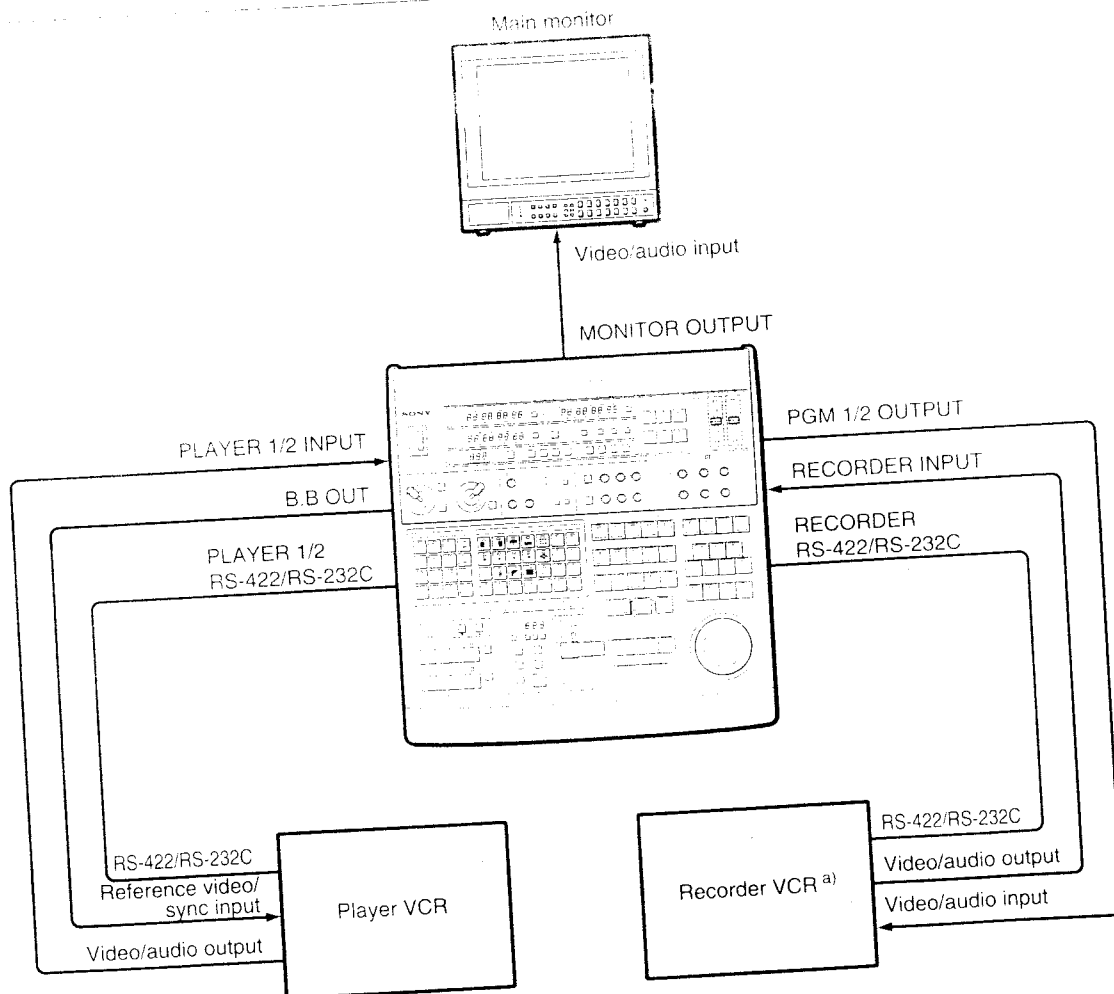 Main monitor
Video/audio input
MONITOR OUTPUT
SONY
PLAYER 1/2 INPUT
B.B OUT
PLAYER 1/2
RS-422/RS-232C
PGM 1/2 OUTPUT
RECORDER INPUT
RECORDER
RS-422/RS-232C
RS-422/RS-232C
Reference video/
sync input
Video/audio output
Player VCR
Recorder VCR a)
RS-422/RS-232C
Video/audio output
Video/audio input